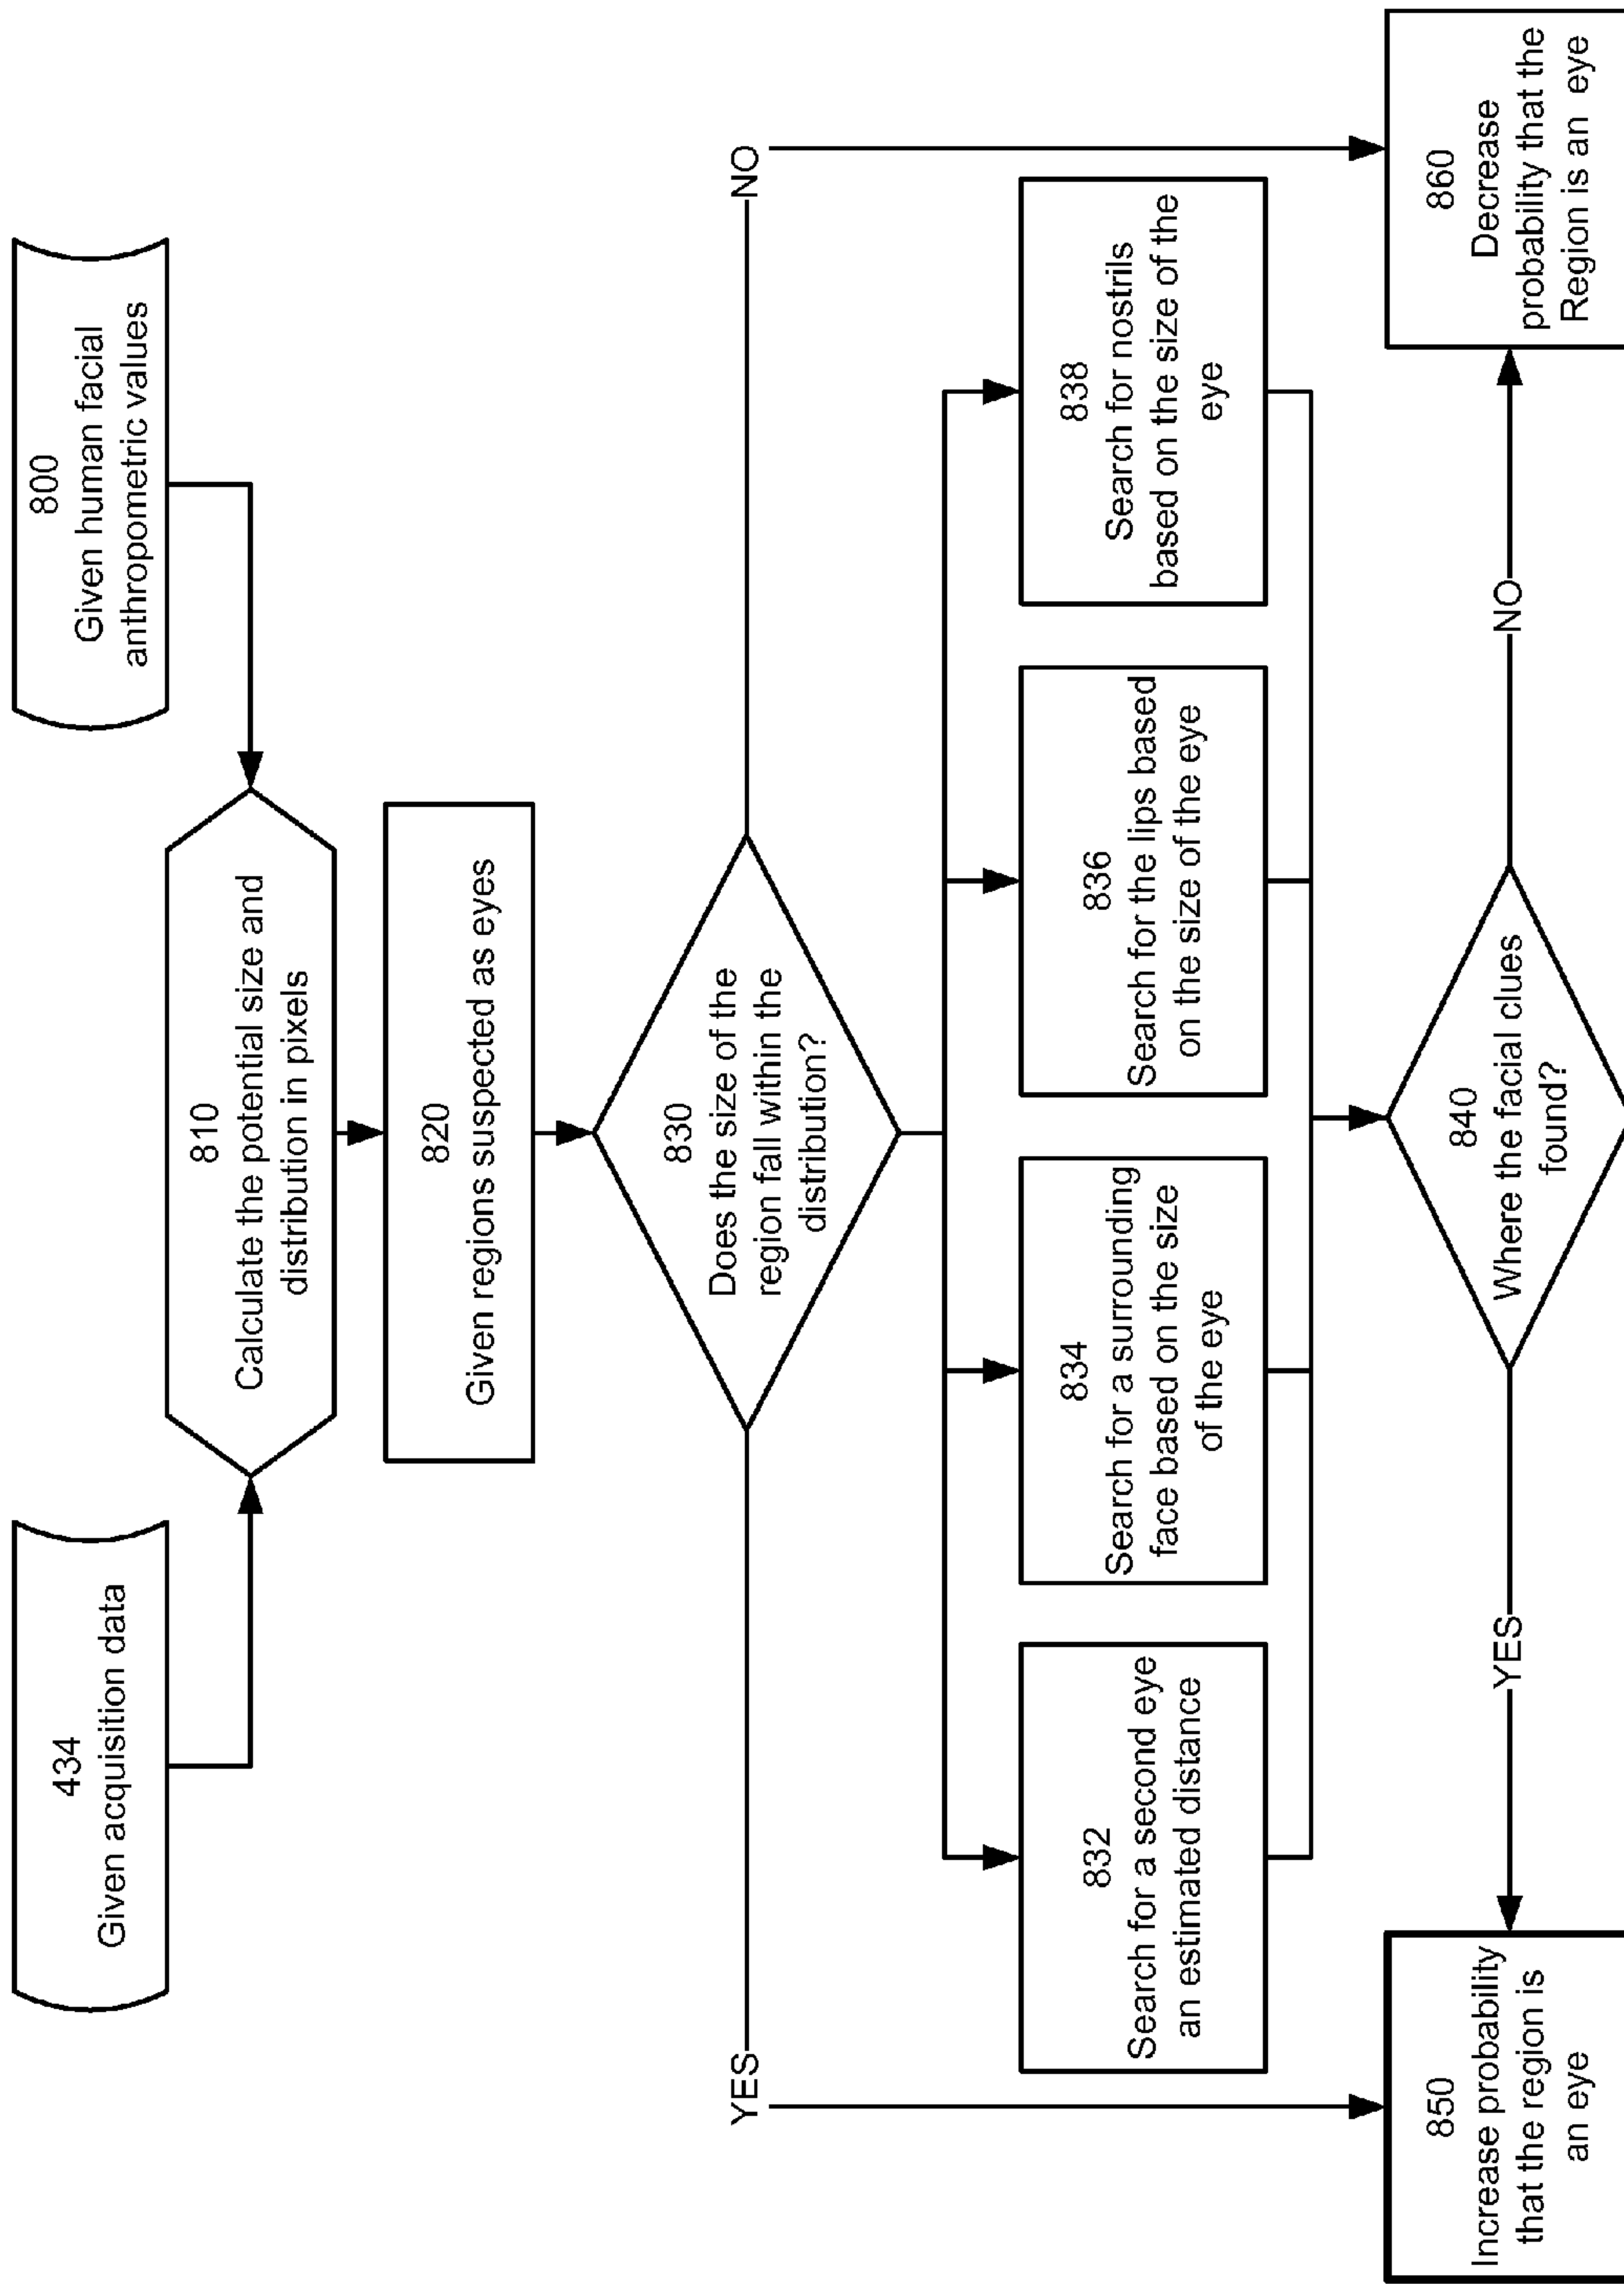 434
Given acquisition data
800
Given human facial
anthropometric values
810
Calculate the potential size and
distribution in pixels
820
Given regions suspected as eyes
830
Does the size of the
region fall within the
distribution?
YES
NO
832
Search for a second eye
an estimated distance
834
Search for a surrounding
face based on the size
of the eye
836
Search for the lips based
on the size of the eye
838
Search for nostrils
based on the size of the
eye
840
Where the facial clues
found?
YES
NO
850
Increase probability
that the region is
an eye
860
Decrease
probability that the
Region is an eye